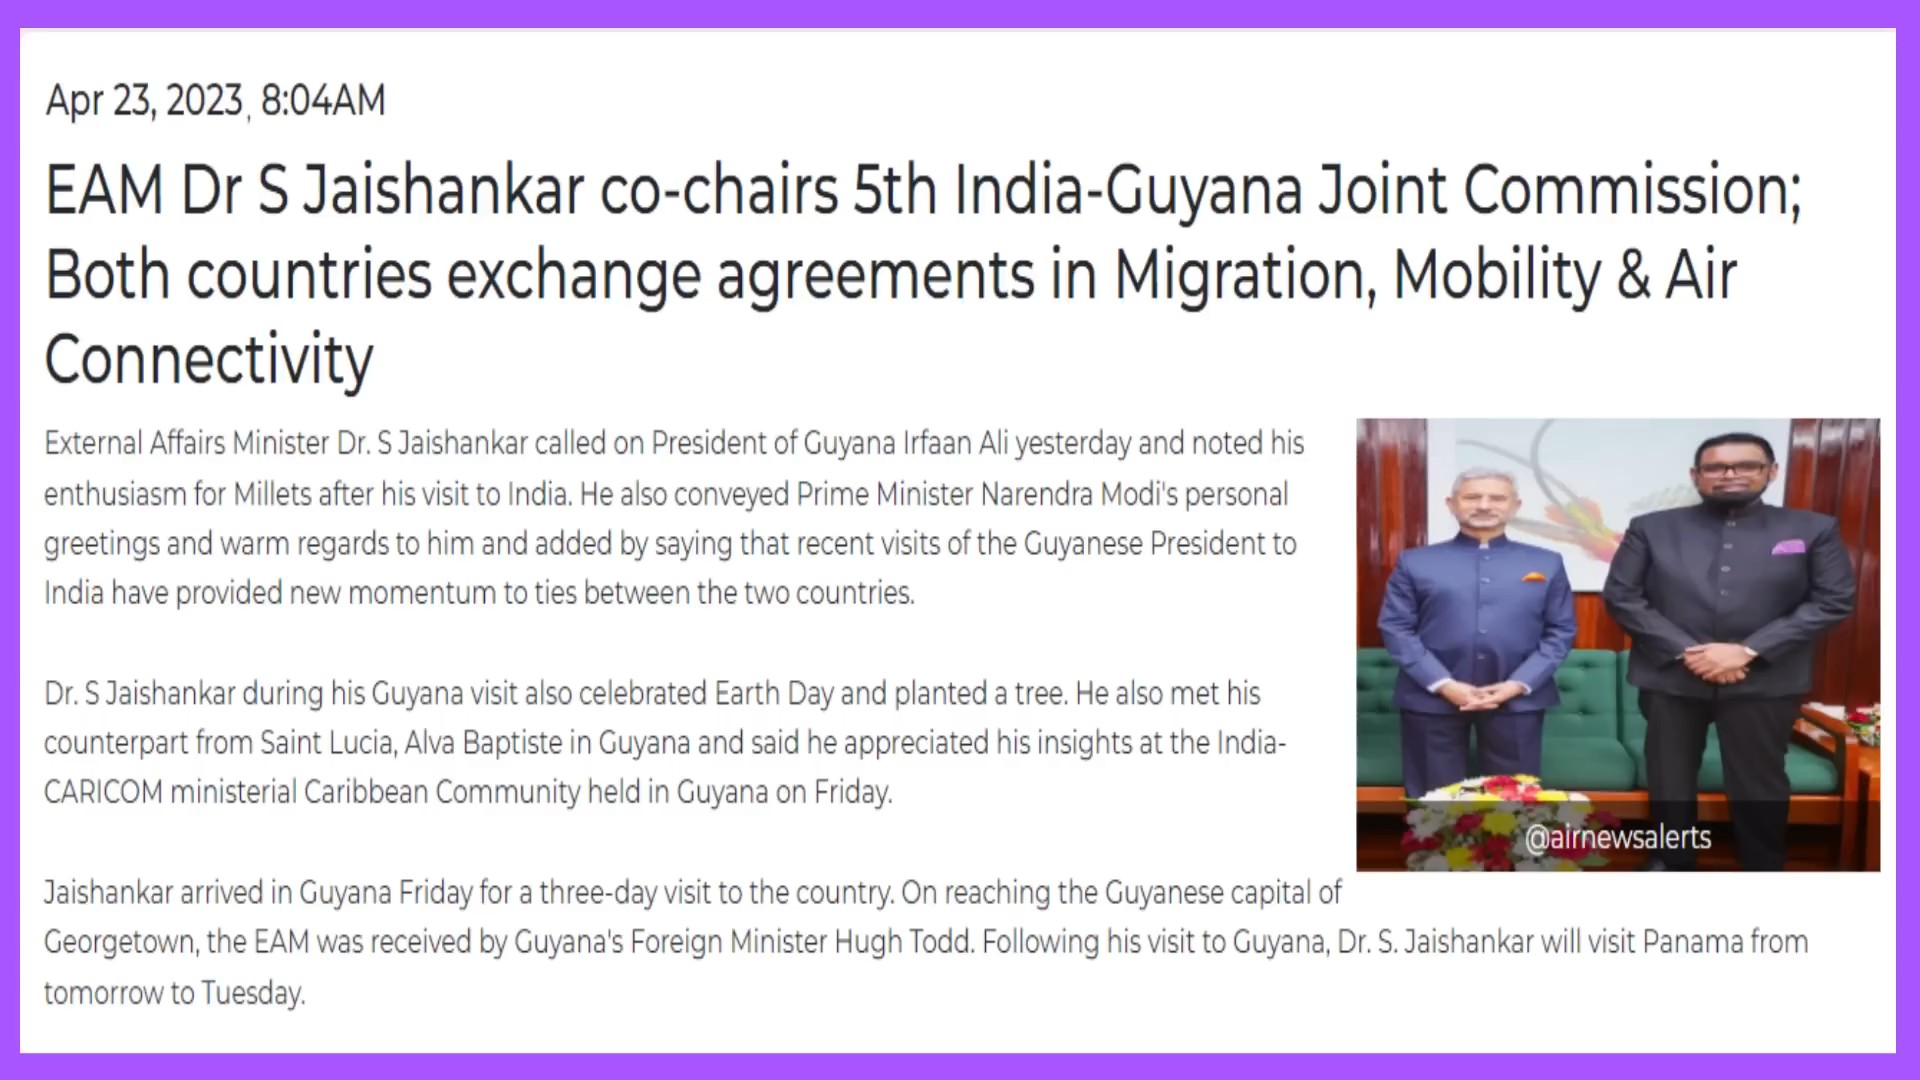 Apr 23, 2023, 8:04AM
EAM Dr S Jaishankar co-chairs 5th India-Guyana Joint Commission;
Both countries exchange agreements in Migration, Mobility & Air
Connectivity
External Affairs Minister Dr. S Jaishankar called on President of Guyana Irfaan Ali yesterday and noted his
enthusiasm for Millets after his visit to India. He also conveyed Prime Minister Narendra Modi's personal
greetings and warm regards to him and added by saying that recent visits of the Guyanese President to
India have provided new momentum to ties between the two countries.
Dr. S Jaishankar during his Guyana visit also celebrated Earth Day and planted a tree. He also met his
counterpart from Saint Lucia, Alva Baptiste in Guyana and said he appreciated his insights at the India-
CARICOM ministerial Caribbean Community held in Guyana on Friday.
@airnewsalerts
Jaishankar arrived in Guyana Friday for a three-day visit to the country. On reaching the Guyanese capital of
Georgetown, the EAM was received by Guyana's Foreign Minister Hugh Todd. Following his visit to Guyana, Dr. S. Jaishankar will visit Panama from
tomorrow to Tuesday.